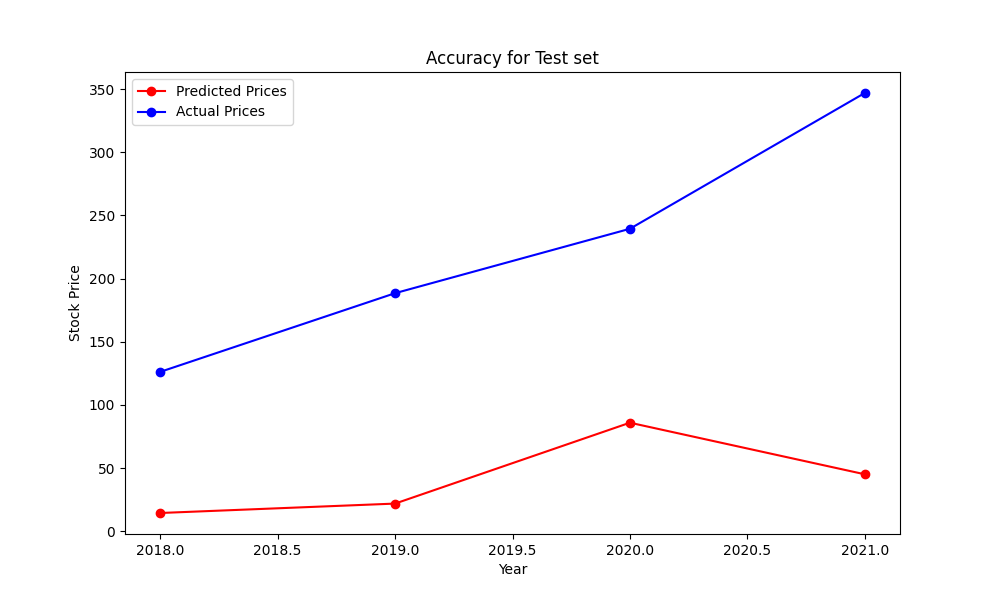 Accuracy for Test set
Predicted Prices
Actual Prices
350
300
250
200
150
100
50
0
Stock Price
2018.0 2018.5 2019.0 2019.5 2020.0 2020.5 2021.0
Year